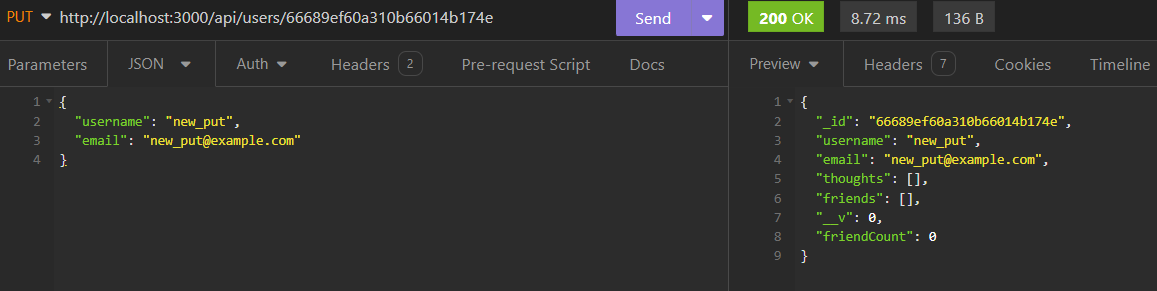 PUT http://localhost:3000/api/users/66689ef60a310b66014b174e Send 200 OK 8.72 ms 136 B
Parameters JSON Auth Headers 2 Pre-request Script Docs Preview Headers 7 Cookies Timeline
1 {
2 "username": "new_put",
3 "email": "new_put@example.com"
4 }
1 {
2 "_id": "66689ef60a310b66014b174e",
3 "username": "new_put",
4 "email": "new_put@example.com",
5 "thoughts": [],
6 "friends": [],
7 "__v": 0,
8 "friendCount": 0
9 }